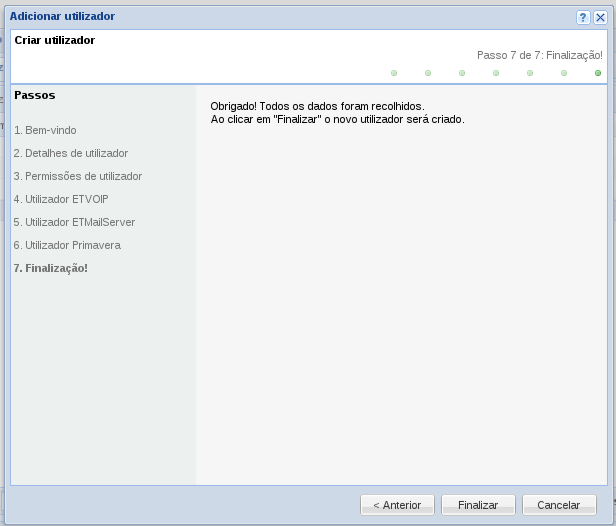 Adicionar utilizador
?
Criar utilizador
Passo 7 de 7: Finalização!
Passos
1. Bem-vindo
2. Detalhes de utilizador
3. Permissões de utilizador
4. Utilizador ETVOIP
5. Utilizador ETMailServer
6. Utilizador Primavera
7. Finalização!
Obrigado! Todos os dados foram recolhidos.
Ao clicar em "Finalizar" o novo utilizador será criado.
< Anterior
Finalizar
Cancelar